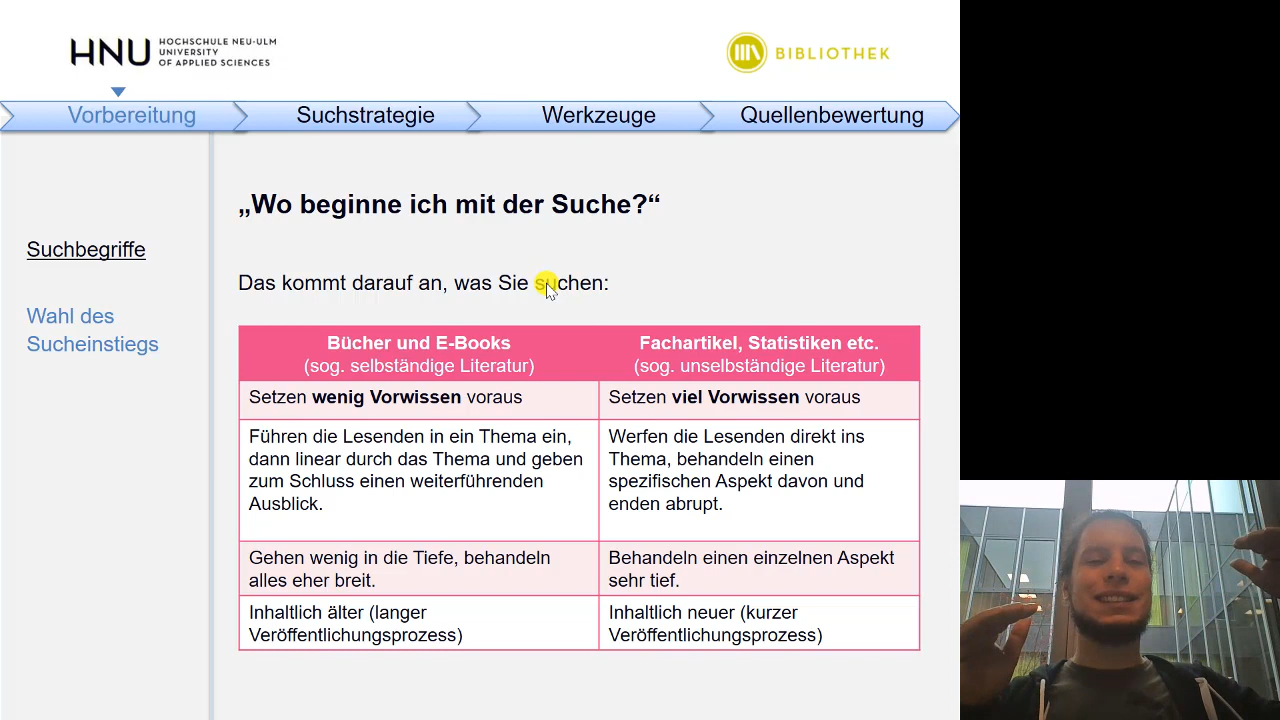 HNU HOCHSCHULE NEU-ULM
UNIVERSITY
OF APPLIED SCIENCES
BIBLIOTHEK
Vorbereitung
Suchstrategie
Werkzeuge
Quellenbewertung
„Wo beginne ich mit der Suche?“
Suchbegriffe
Wahl des
Sucheinstiegs
Das kommt darauf an, was Sie suchen:
Bücher und E-Books
(sog. selbständige Literatur)
Fachartikel, Statistiken etc.
(sog. unselbständige Literatur)
Setzen wenig Vorwissen voraus
Setzen viel Vorwissen voraus
Führen die Lesenden in ein Thema ein,
dann linear durch das Thema und geben
zum Schluss einen weiterführenden
Ausblick.
Werfen die Lesenden direkt ins
Thema, behandeln einen
spezifischen Aspekt davon und
enden abrupt.
Gehen wenig in die Tiefe, behandeln
alles eher breit.
Behandeln einen einzelnen Aspekt
sehr tief.
Inhaltlich älter (langer
Veröffentlichungsprozess)
Inhaltlich neuer (kurzer
Veröffentlichungsprozess)